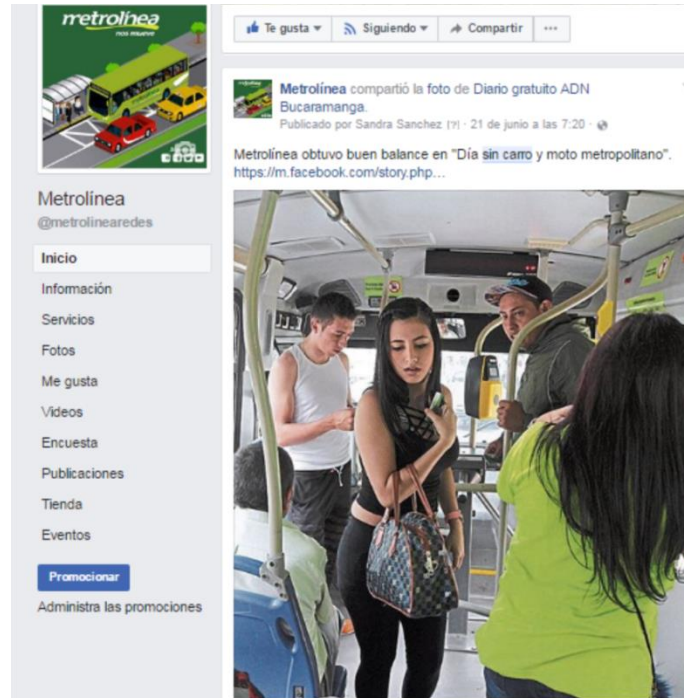 metrolínea
nos mueve
Te gusta
Siguiendo
Compartir
Metrolínea compartió la foto de Diario gratuito ADN
Bucaramanga.
Publicado por Sandra Sanchez [?] · 21 de junio a las 7:20 ·
Metrolínea obtuvo buen balance en "Día sin carro y moto metropolitano".
https://m.facebook.com/story.php...
Metrolínea
@metrolinearedes
Inicio
Información
Servicios
Fotos
Me gusta
Videos
Encuesta
Publicaciones
Tienda
Eventos
Promocionar
Administra las promociones